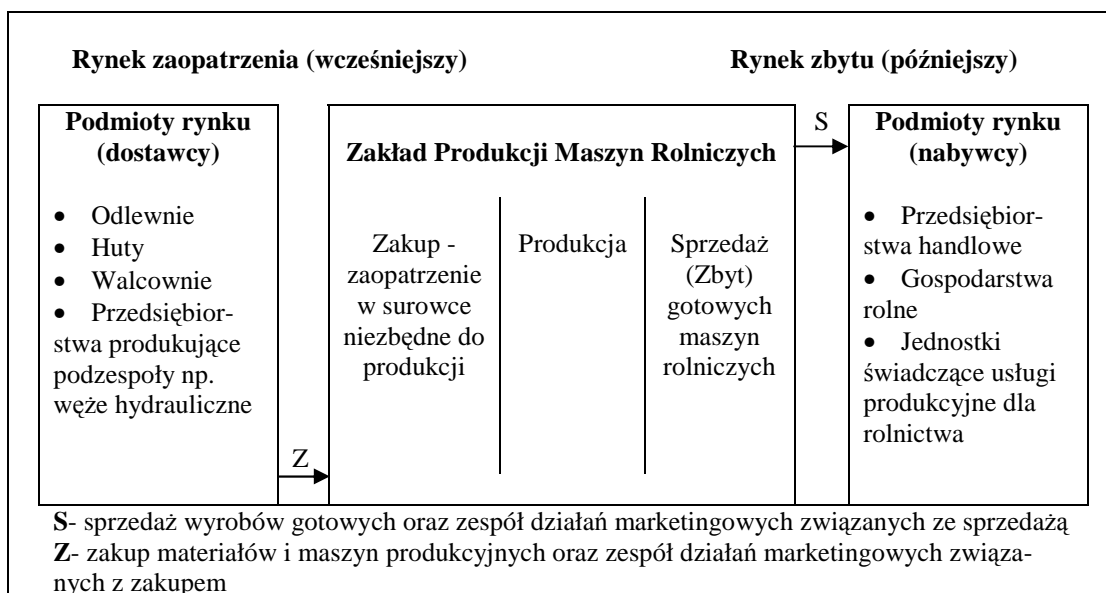 Rynek zaopatrzenia (wcześniejszy)
Rynek zbytu (późniejszy)
Podmioty rynku
(dostawcy)
• Odlewnie
• Huty
• Walcownie
• Przedsiębior-
stwa produkujące
podzespoły np.
węże hydrauliczne
Z
Zakład Produkcji Maszyn Rolniczych
Zakup -
zaopatrzenie
w surowce
niezbędne do
produkcji
Produkcja
Sprzedaż
(Zbyt)
gotowych
maszyn
rolniczych
S
Podmioty rynku
(nabywcy)
• Przedsiębior-
stwa handlowe
• Gospodarstwa
rolne
• Jednostki
świadczące usługi
produkcyjne dla
rolnictwa
S- sprzedaż wyrobów gotowych oraz zespół działań marketingowych związanych ze sprzedażą
Z- zakup materiałów i maszyn produkcyjnych oraz zespół działań marketingowych związa-
nych z zakupem